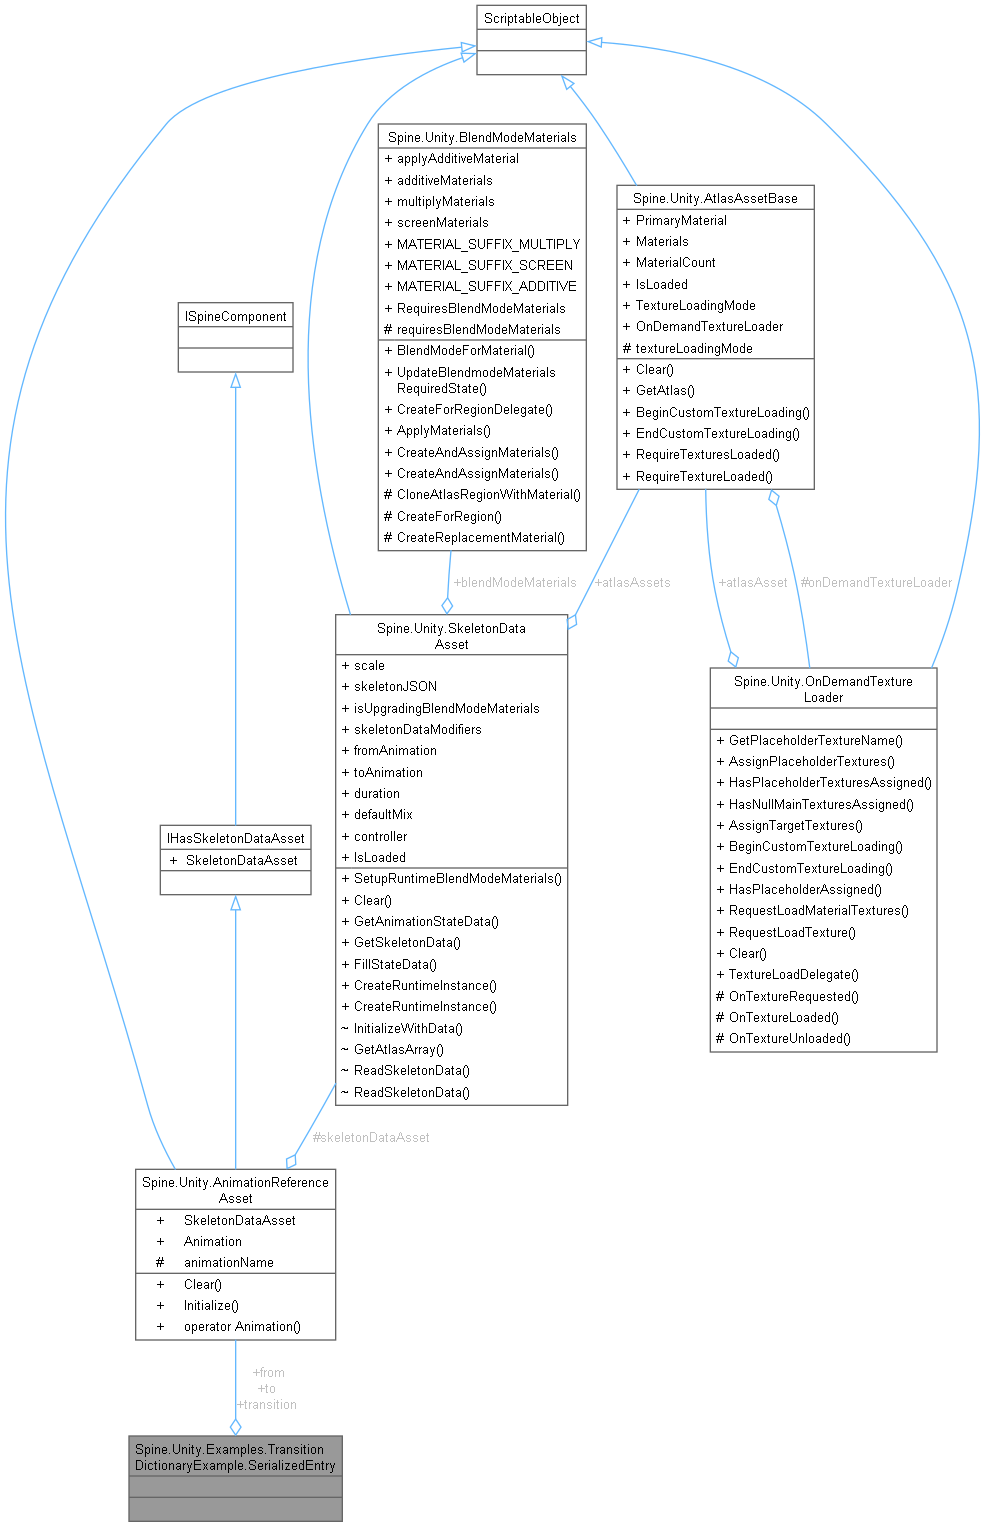 ScriptableObject
Spine.Unity.BlendModeMaterials
+ applyAdditiveMaterial
+ additiveMaterials
+ multiplyMaterials
+ screenMaterials
+ MATERIAL_SUFFIX_MULTIPLY
+ MATERIAL_SUFFIX_SCREEN
+ MATERIAL_SUFFIX_ADDITIVE
+ RequiresBlendModeMaterials
# requiresBlendModeMaterials
+ BlendModeForMaterial()
+ UpdateBlendmodeMaterials
RequiredState()
+ CreateForRegionDelegate()
+ ApplyMaterials()
+ CreateAndAssignMaterials()
+ CreateAndAssignMaterials()
# CloneAtlasRegionWithMaterial()
# CreateForRegion()
# CreateReplacementMaterial()
Spine.Unity.AtlasAssetBase
+ PrimaryMaterial
+ Materials
+ MaterialCount
+ IsLoaded
+ TextureLoadingMode
+ OnDemandTextureLoader
# textureLoadingMode
+ Clear()
+ GetAtlas()
+ BeginCustomTextureLoading()
+ EndCustomTextureLoading()
+ RequireTexturesLoaded()
+ RequireTextureLoaded()
ISpineComponent
+blendModeMaterials
+atlasAssets
+atlasAsset
#onDemandTextureLoader
Spine.Unity.SkeletonData
Asset
+ scale
+ skeletonJSON
+ isUpgradingBlendModeMaterials
+ skeletonDataModifiers
+ fromAnimation
+ toAnimation
+ duration
+ defaultMix
+ controller
+ IsLoaded
+ SetupRuntimeBlendModeMaterials()
+ Clear()
+ GetAnimationStateData()
+ GetSkeletonData()
+ FillStateData()
+ CreateRuntimeInstance()
+ CreateRuntimeInstance()
~ InitializeWithData()
~ GetAtlasArray()
~ ReadSkeletonData()
~ ReadSkeletonData()
Spine.Unity.OnDemandTexture
Loader
+ GetPlaceholderTextureName()
+ AssignPlaceholderTextures()
+ HasPlaceholderTexturesAssigned()
+ HasNullMainTexturesAssigned()
+ AssignTargetTextures()
+ BeginCustomTextureLoading()
+ EndCustomTextureLoading()
+ HasPlaceholderAssigned()
+ RequestLoadMaterialTextures()
+ RequestLoadTexture()
+ Clear()
+ TextureLoadDelegate()
# OnTextureRequested()
# OnTextureLoaded()
# OnTextureUnloaded()
IHasSkeletonDataAsset
+ SkeletonDataAsset
#skeletonDataAsset
Spine.Unity.AnimationReference
Asset
+ SkeletonDataAsset
+ Animation
# animationName
+ Clear()
+ Initialize()
+ operator Animation()
+from
+to
+transition
Spine.Unity.Examples.Transition
DictionaryExample.SerializedEntry